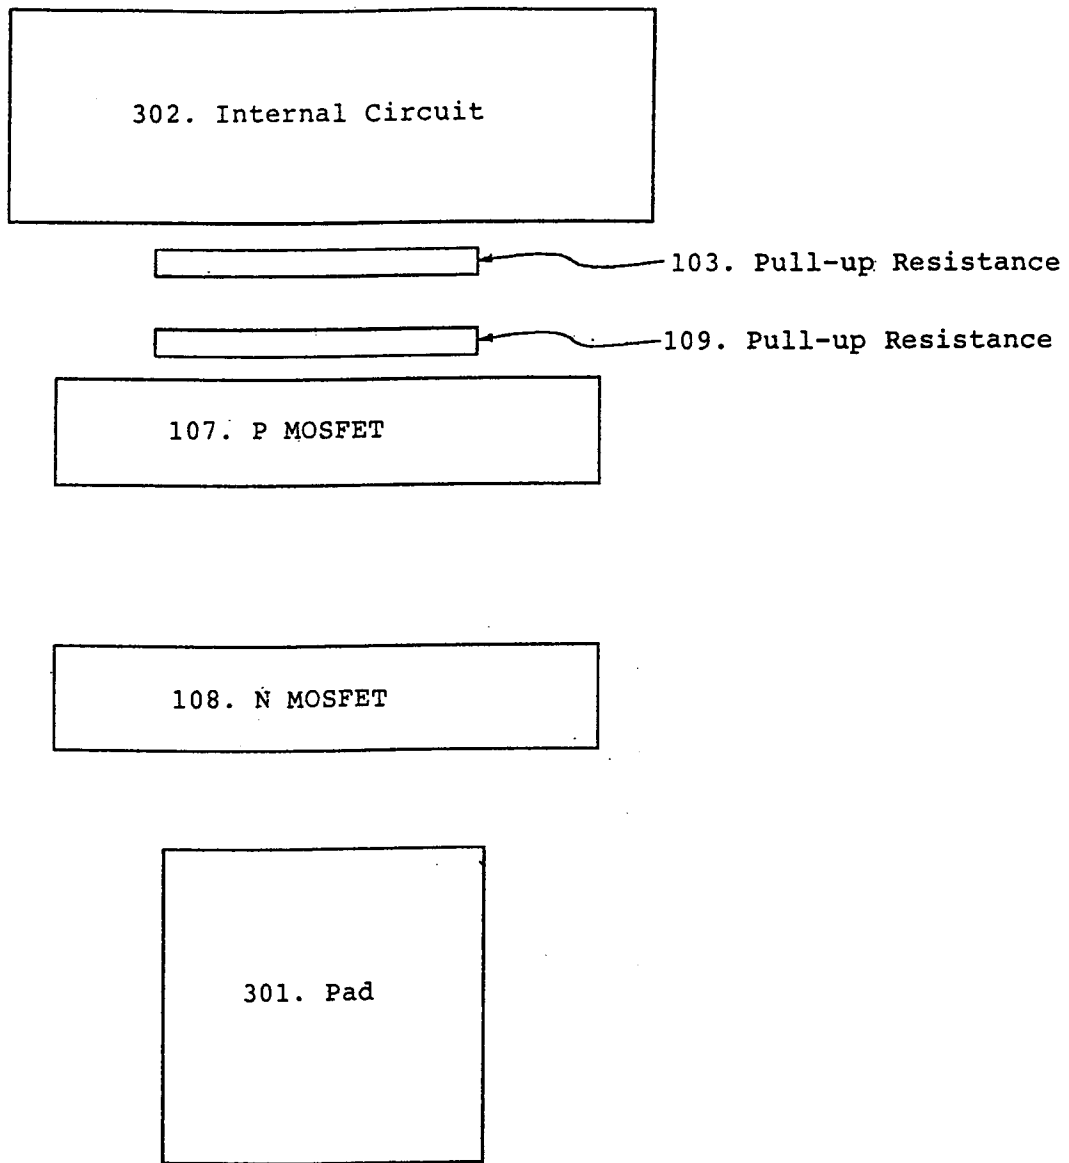 302. Internal Circuit
103. Pull-up Resistance
109. Pull-up Resistance
107. P MOSFET
108. N MOSFET
301. Pad